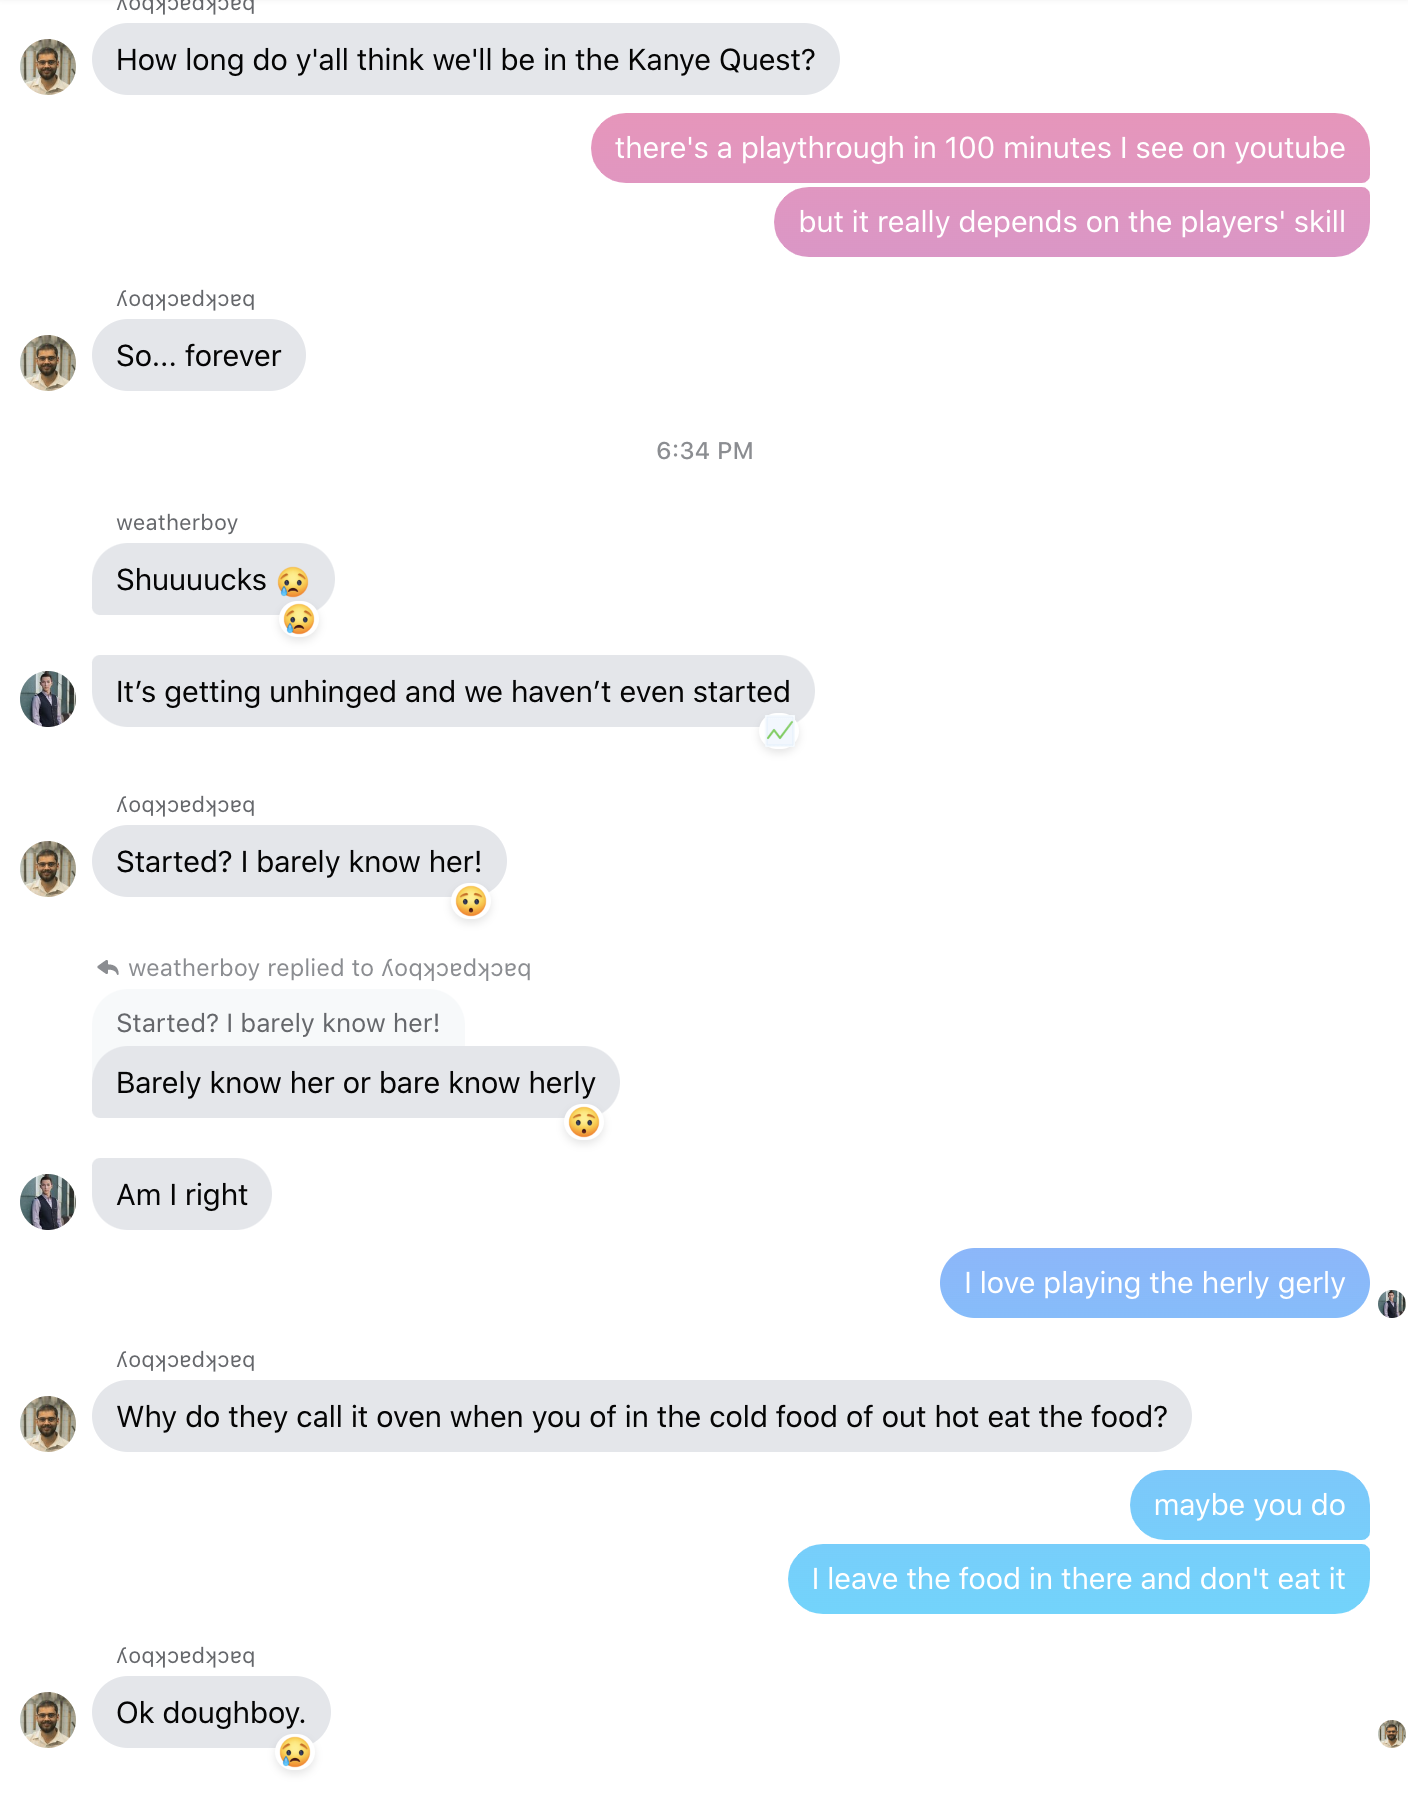 ʎoqʞɔɐdʞɔɐq
How long do y'all think we'll be in the Kanye Quest?
there's a playthrough in 100 minutes I see on youtube
but it really depends on the players' skill
ʎoqʞɔɐdʞɔɐq
So... forever
6:34 PM
weatherboy
Shuuuucks 😢
😢
It’s getting unhinged and we haven’t even started
ʎoqʞɔɐdʞɔɐq
Started? I barely know her!
😯
weatherboy replied to ʎoqʞɔɐdʞɔɐq
Started? I barely know her!
Barely know her or bare know herly
😯
Am I right
I love playing the herly gerly
ʎoqʞɔɐdʞɔɐq
Why do they call it oven when you of in the cold food of out hot eat the food?
maybe you do
I leave the food in there and don't eat it
ʎoqʞɔɐdʞɔɐq
Ok doughboy.
😢